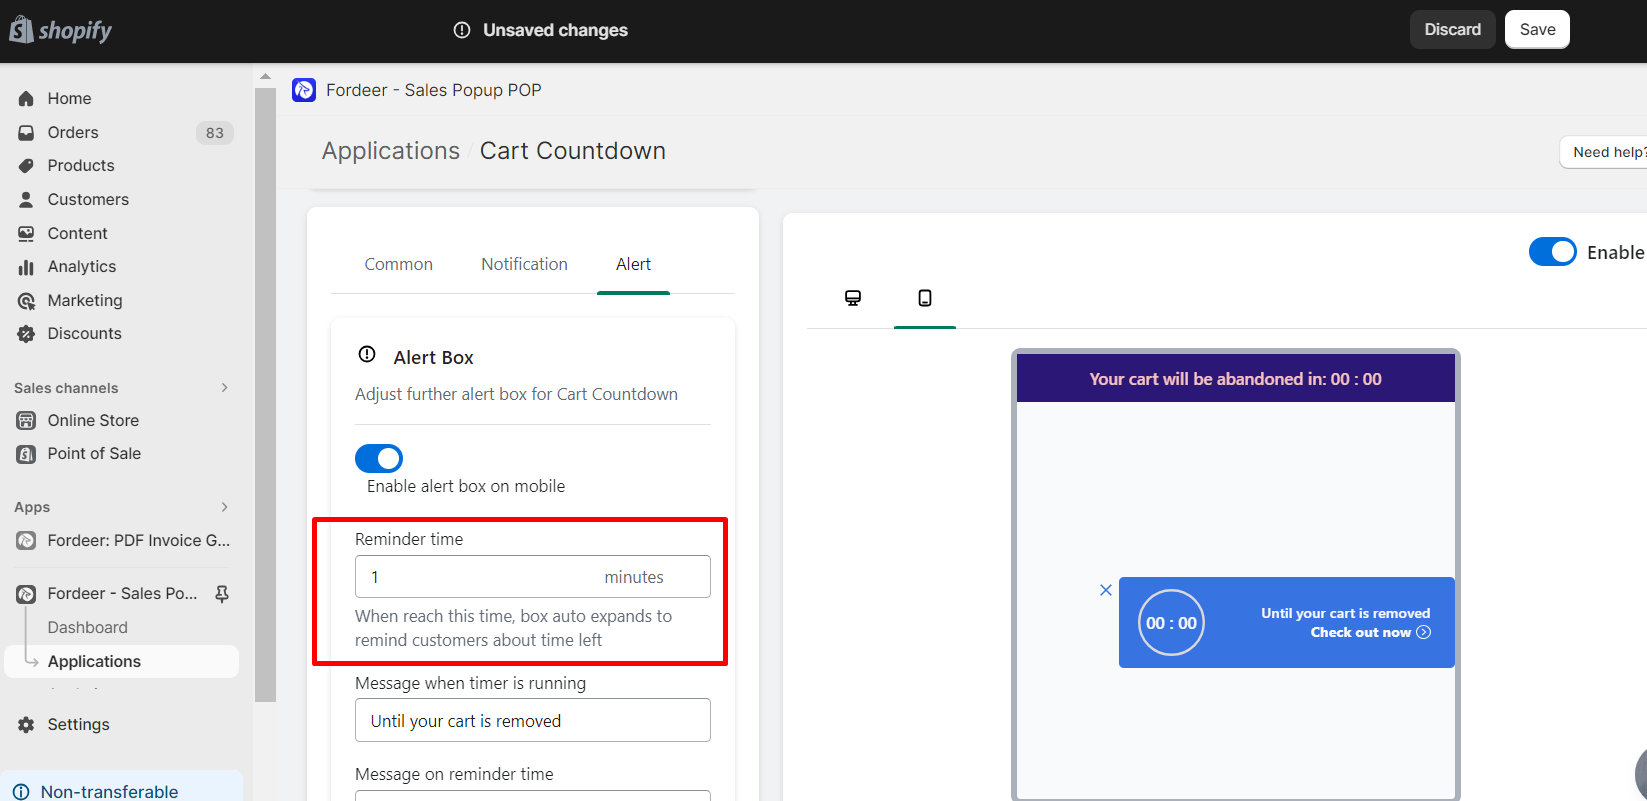 shopify
Unsaved changes
Discard
Save
Home
Orders
83
Products
Customers
Content
Analytics
Marketing
Discounts
Sales channels
Online Store
Point of Sale
Apps
Fordeer: PDF Invoice G...
Fordeer - Sales Po...
Dashboard
Applications
Settings
Non-transferable
Fordeer - Sales Popup POP
Applications / Cart Countdown
Need help?
Common
Notification
Alert
Alert Box
Adjust further alert box for Cart Countdown
Enable alert box on mobile
Reminder time
1 minutes
When reach this time, box auto expands to
remind customers about time left
Message when timer is running
Until your cart is removed
Message on reminder time
Enable
Your cart will be abandoned in: 00 : 00
00 : 00
Until your cart is removed
Check out now